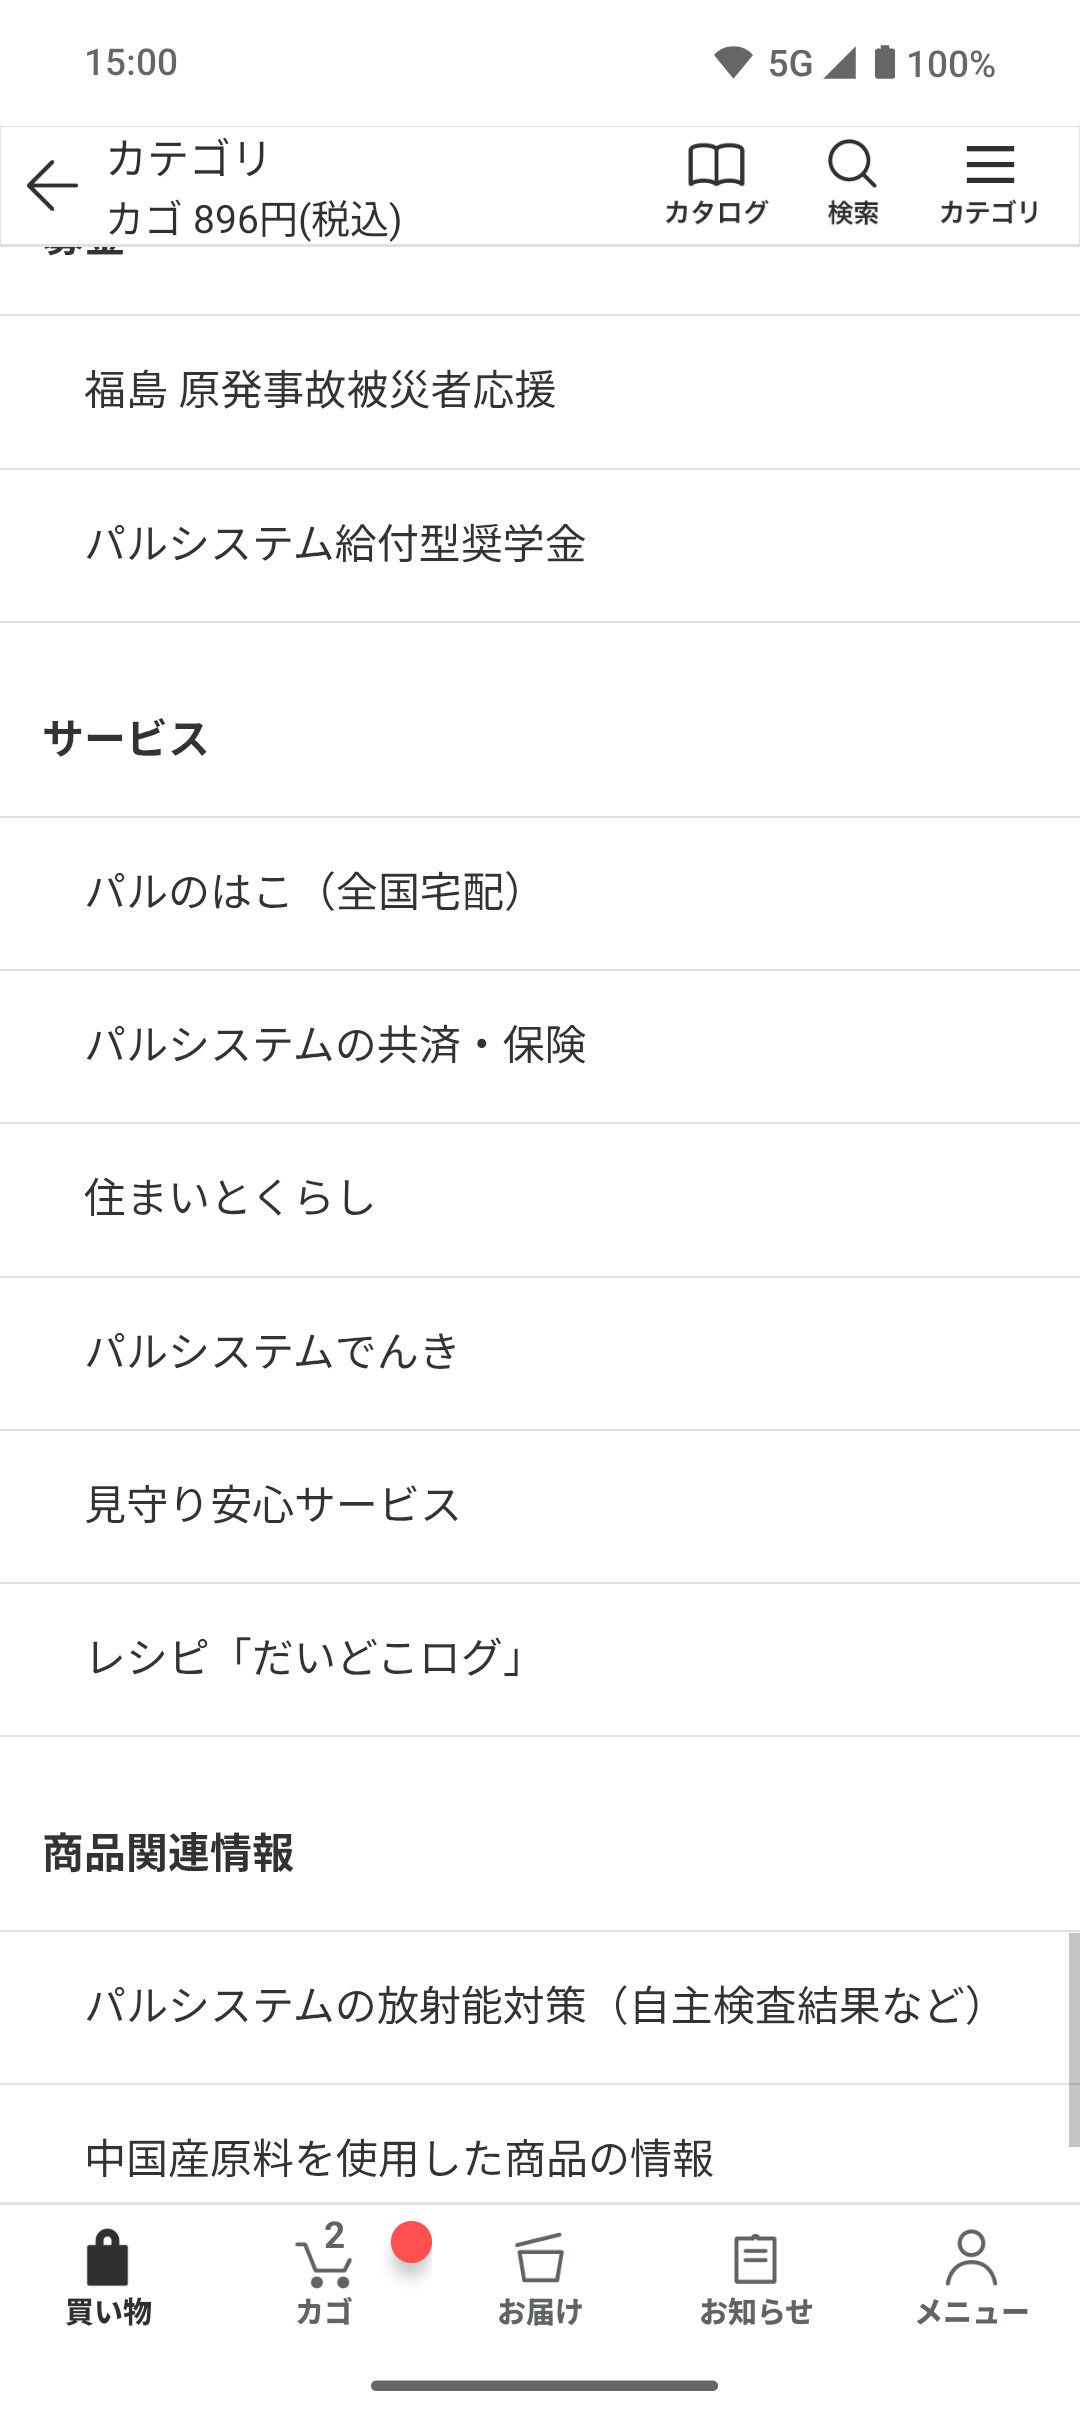 15:00
5G
100%
カテゴリ
カゴ 896円(税込)
カタログ
検索
カテゴリ
福島 原発事故被災者応援
パルシステム給付型奨学金
サービス
パルのはこ（全国宅配）
パルシステムの共済・保険
住まいとくらし
パルシステムでんき
見守り安心サービス
レシピ「だいどこログ」
商品関連情報
パルシステムの放射能対策（自主検査結果など）
中国産原料を使用した商品の情報
2
買い物
カゴ
お届け
お知らせ
メニュー